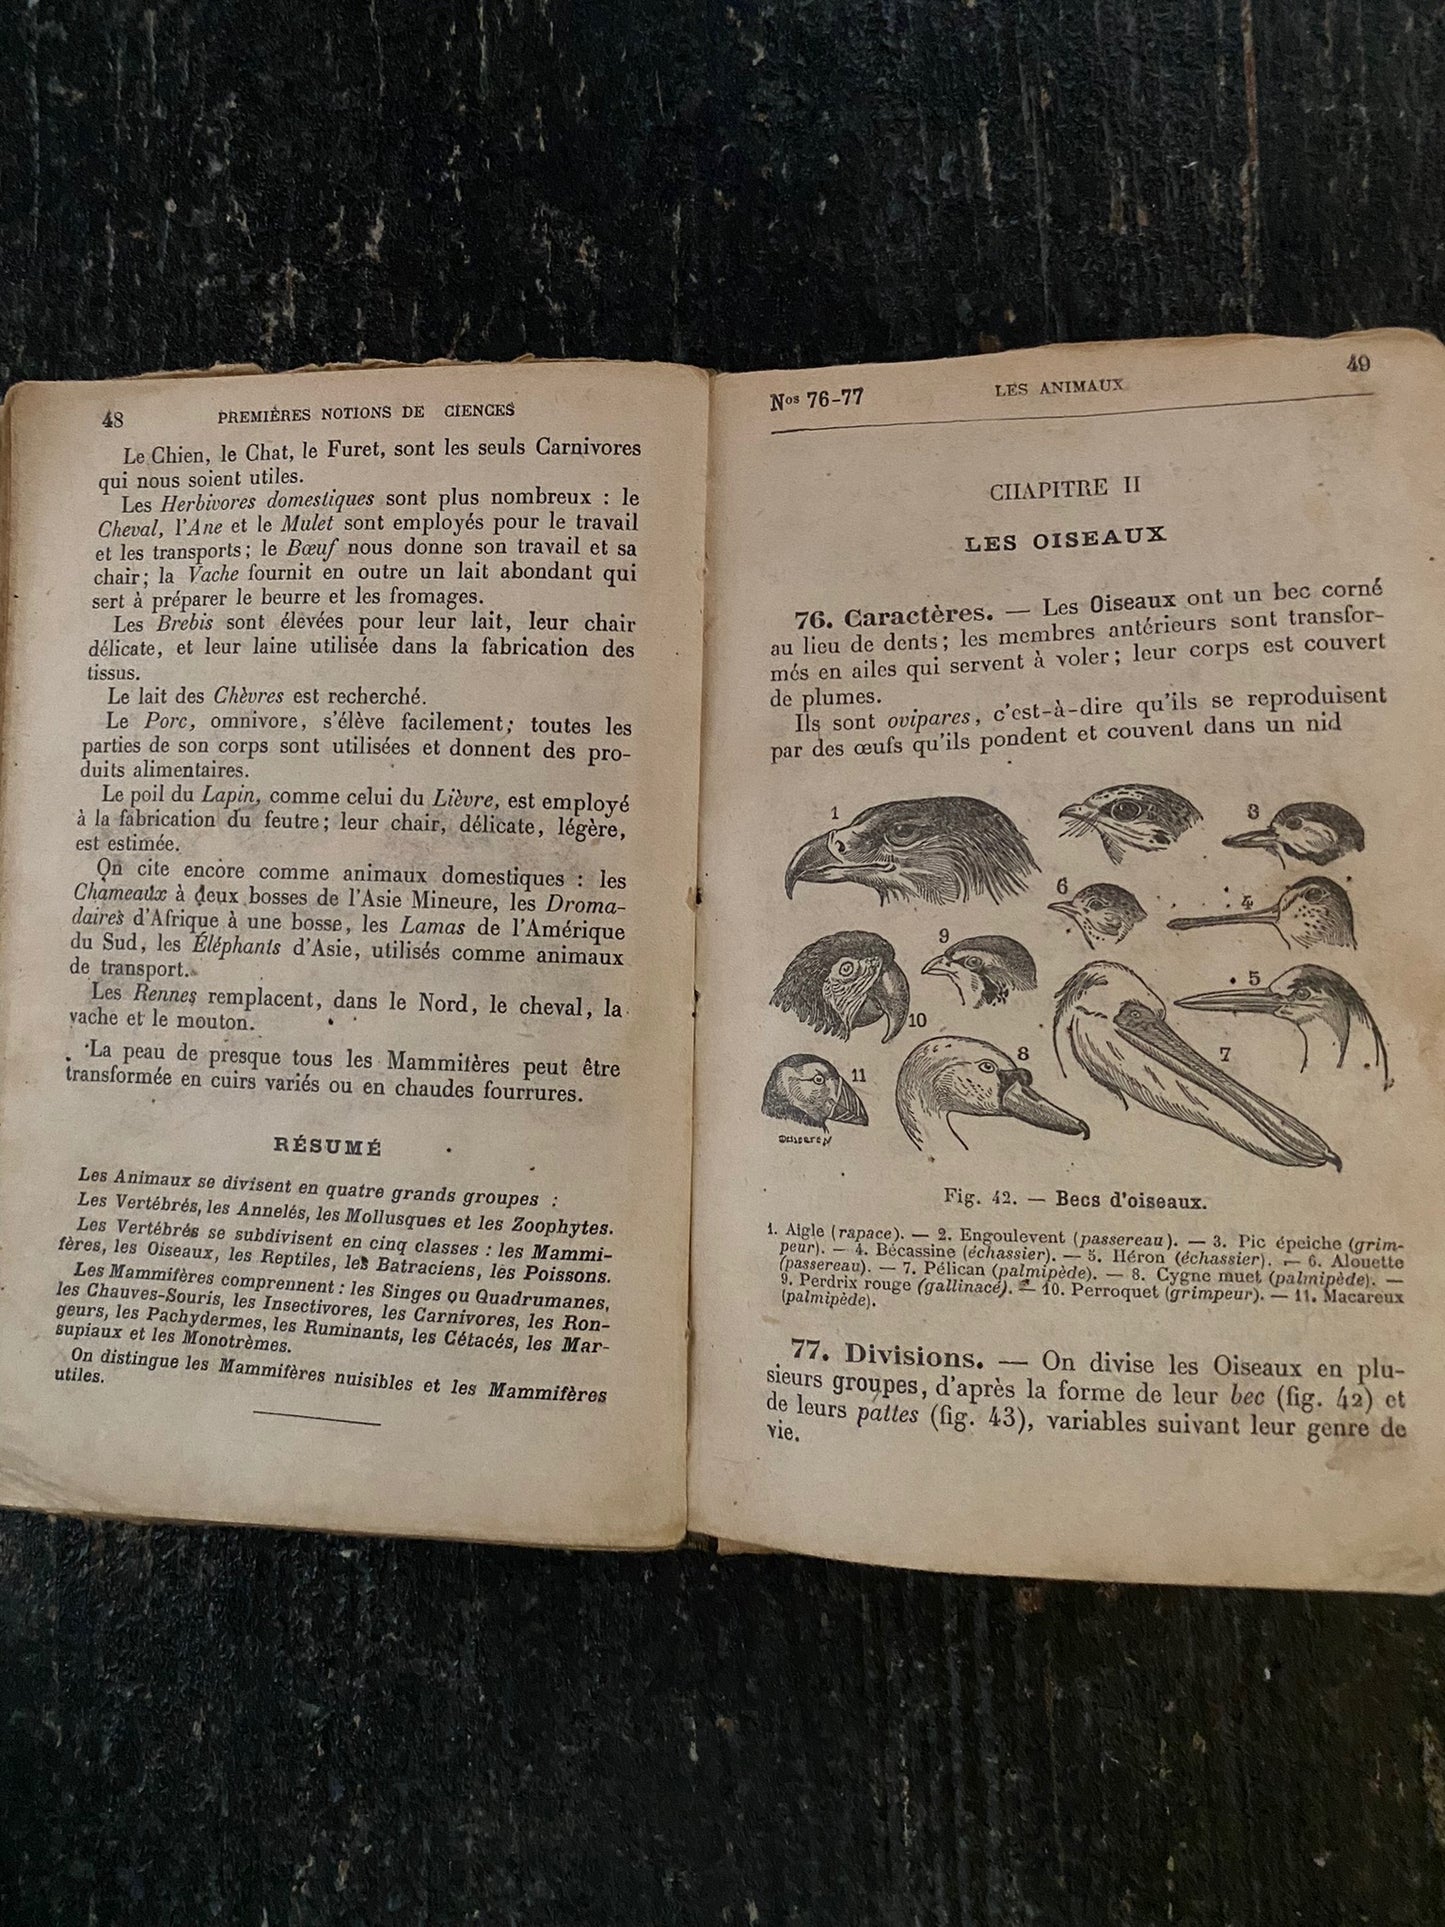 48 PREMIÈRES NOTIONS DE CIENCES
Le Chien, le Chat, le Furet, sont les seuls Carnivores
qui nous soient utiles.
Les Herbivores domestiques sont plus nombreux : le
Cheval, l'Ane et le Mulet sont employés pour le travail
et les transports; le Bœuf nous donne son travail et sa
chair; la Vache fournit en outre un lait abondant qui
sert à préparer le beurre et les fromages.
Les Brebis sont élevées pour leur lait, leur chair
délicate, et leur laine utilisée dans la fabrication des
tissus.
Le lait des Chèvres est recherché.
Le Porc, omnivore, s'élève facilement; toutes les
parties de son corps sont utilisées et donnent des pro-
duits alimentaires.
Le poil du Lapin, comme celui du Lièvre, est employé
à la fabrication du feutre; leur chair, délicate, légère,
est estimée.
On cite encore comme animaux domestiques : les
Chameaux à deux bosses de l'Asie Mineure, les Droma-
daires d'Afrique à une bosse, les Lamas de l'Amérique
du Sud, les Éléphants d'Asie, utilisés comme animaux
de transport.
Les Rennes remplacent, dans le Nord, le cheval, la
vache et le mouton.
La peau de presque tous les Mammifères peut être
transformée en cuirs variés ou en chaudes fourrures.
RÉSUMÉ
Les Animaux se divisent en quatre grands groupes :
Les Vertébrés, les Annelés, les Mollusques et les Zoophytes.
Les Vertébrés se subdivisent en cinq classes : les Mammi-
fères, les Oiseaux, les Reptiles, les Batraciens, les Poissons.
Les Mammifères comprennent : les Singes ou Quadrumanes,
les Chauves-Souris, les Insectivores, les Carnivores, les Ron-
geurs, les Pachydermes, les Ruminants, les Cétacés, les Mar-
supiaux et les Monotrèmes.
On distingue les Mammifères nuisibles et les Mammifères
utiles.
Nos 76-77 LES ANIMAUX 49
CHAPITRE II
LES OISEAUX
76. Caractères. — Les Oiseaux ont un bec corné
au lieu de dents; les membres antérieurs sont transfor-
més en ailes qui servent à voler; leur corps est couvert
de plumes.
Ils sont ovipares, c'est-à-dire qu'ils se reproduisent
par des œufs qu'ils pondent et couvent dans un nid
1
3
6
4
9
5
10
8
7
11
Fig. 42. — Becs d'oiseaux.
1. Aigle (rapace). — 2. Engoulevent (passereau). — 3. Pic épeiche (grim-
peur). — 4. Bécassine (échassier). — 5. Héron (échassier). — 6. Alouette
(passereau). — 7. Pélican (palmipède). — 8. Cygne muet (palmipède). —
9. Perdrix rouge (gallinacé). — 10. Perroquet (grimpeur). — 11. Macareux
(palmipède).
77. Divisions. — On divise les Oiseaux en plu-
sieurs groupes, d'après la forme de leur bec (fig. 42) et
de leurs pattes (fig. 43), variables suivant leur genre de
vie.